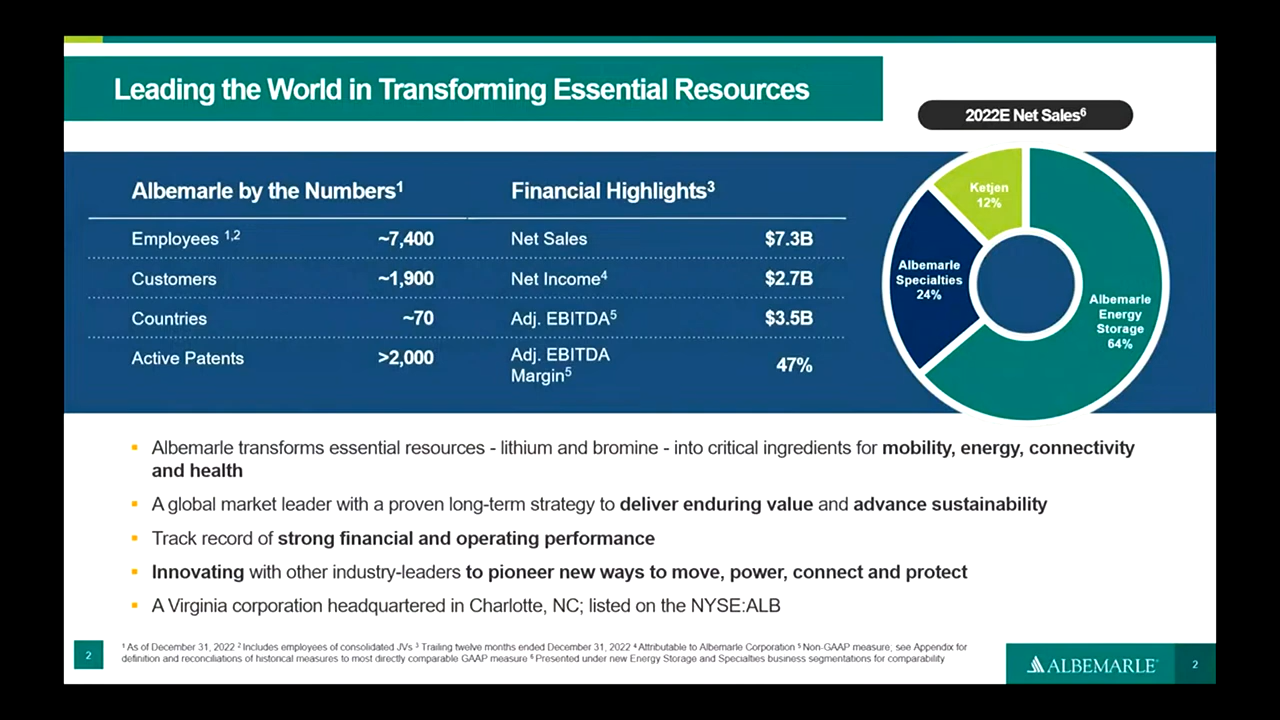 Leading the World in Transforming Essential Resources
2022E Net Sales⁶
Albemarle by the Numbers¹
Employees ¹,² ~7,400
Customers ~1,900
Countries ~70
Active Patents >2,000
Financial Highlights³
Net Sales $7.3B
Net Income⁴ $2.7B
Adj. EBITDA⁵ $3.5B
Adj. EBITDA
Margin⁵ 47%
Ketjen
12%
Albemarle
Specialties
24%
Albemarle
Energy
Storage
64%
▪ Albemarle transforms essential resources - lithium and bromine - into critical ingredients for mobility, energy, connectivity
and health
▪ A global market leader with a proven long-term strategy to deliver enduring value and advance sustainability
▪ Track record of strong financial and operating performance
▪ Innovating with other industry-leaders to pioneer new ways to move, power, connect and protect
▪ A Virginia corporation headquartered in Charlotte, NC; listed on the NYSE:ALB
2
¹ As of December 31, 2022 ² Includes employees of consolidated JVs ³ Trailing twelve months ended December 31, 2022 ⁴ Attributable to Albemarle Corporation ⁵ Non-GAAP measure; see Appendix for
definition and reconciliations of historical measures to most directly comparable GAAP measure ⁶ Presented under new Energy Storage and Specialties business segmentations for comparability
ALBEMARLE
2